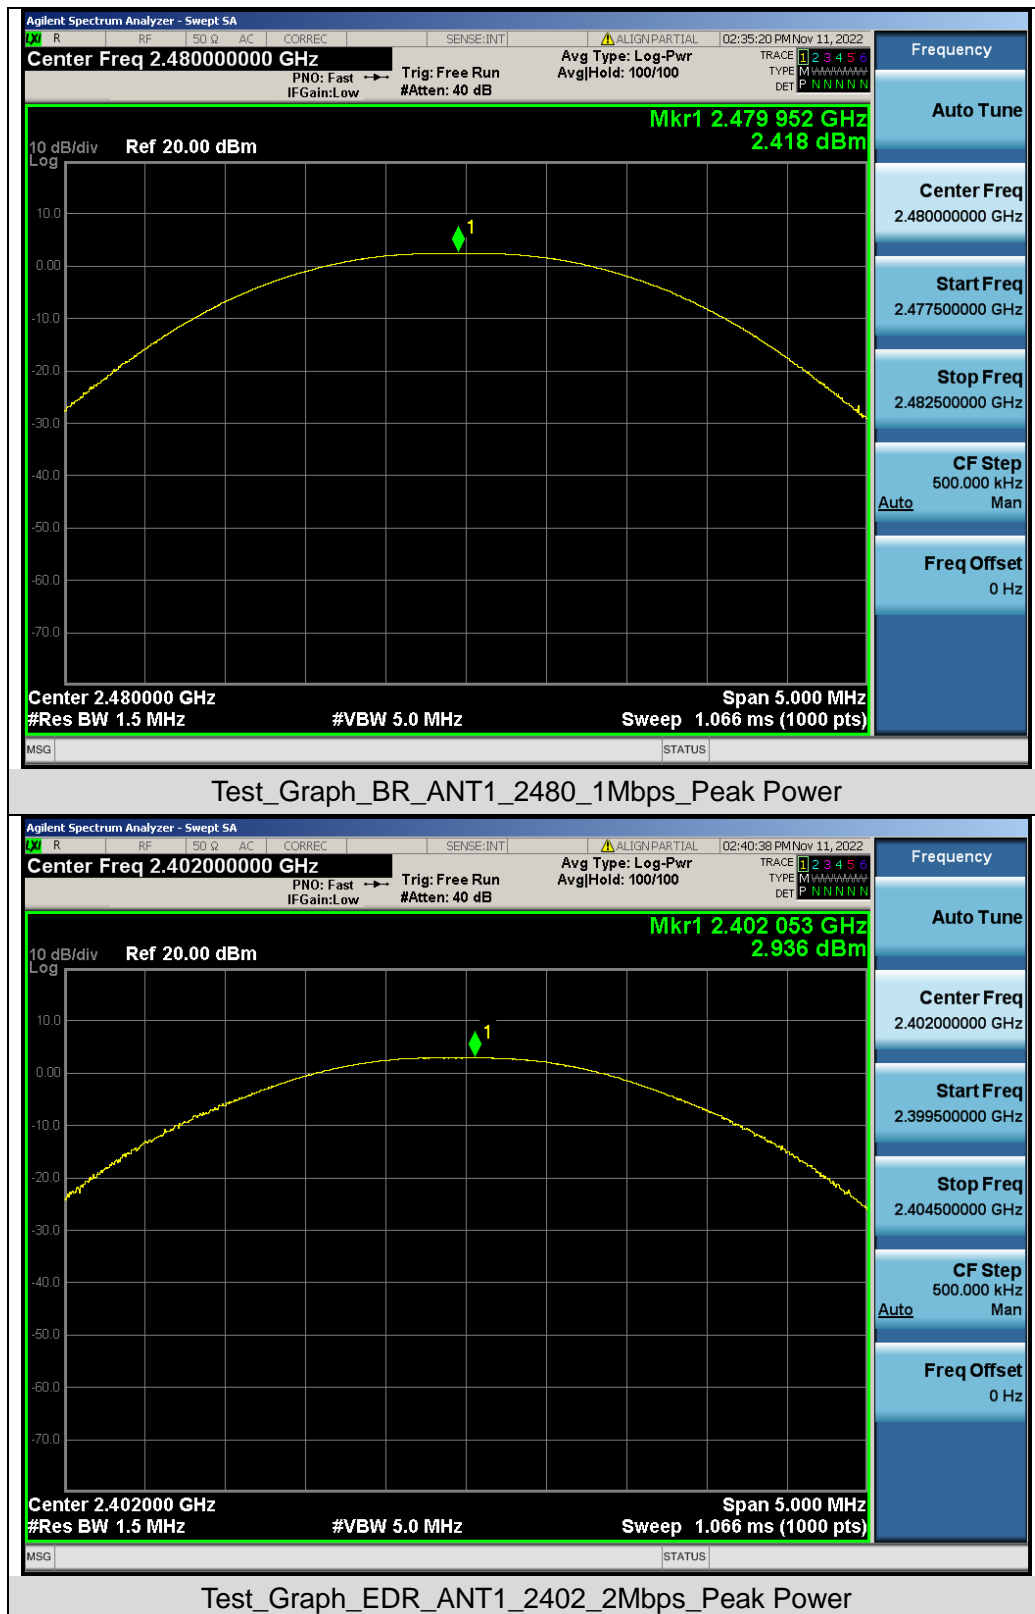 Agilent Spectrum Analyzer - Swept SA
LXI R RF 50 Ω AC CORREC SENSE:INT ALIGN PARTIAL 02:35:20 PM Nov 11, 2022
Center Freq 2.480000000 GHz
PNO: Fast
IFGain:Low
Trig: Free Run
#Atten: 40 dB
Avg Type: Log-Pwr
Avg|Hold: 100/100
TRACE 1 2 3 4 5 6
TYPE M WWWWW
DET P N N N N N
Mkr1 2.479 952 GHz
2.418 dBm
10 dB/div Ref 20.00 dBm
Log
10.0
0.00
-10.0
-20.0
-30.0
-40.0
-50.0
-60.0
-70.0
1
Center 2.480000 GHz Span 5.000 MHz
#Res BW 1.5 MHz #VBW 5.0 MHz Sweep 1.066 ms (1000 pts)
MSG STATUS
Frequency
Auto Tune
Center Freq
2.480000000 GHz
Start Freq
2.477500000 GHz
Stop Freq
2.482500000 GHz
CF Step
500.000 kHz
Auto Man
Freq Offset
0 Hz
Test_Graph_BR_ANT1_2480_1Mbps_Peak Power
Agilent Spectrum Analyzer - Swept SA
LXI R RF 50 Ω AC CORREC SENSE:INT ALIGN PARTIAL 02:40:38 PM Nov 11, 2022
Center Freq 2.402000000 GHz
PNO: Fast
IFGain:Low
Trig: Free Run
#Atten: 40 dB
Avg Type: Log-Pwr
Avg|Hold: 100/100
TRACE 1 2 3 4 5 6
TYPE M WWWWW
DET P N N N N N
Mkr1 2.402 053 GHz
2.936 dBm
10 dB/div Ref 20.00 dBm
Log
10.0
0.00
-10.0
-20.0
-30.0
-40.0
-50.0
-60.0
-70.0
1
Center 2.402000 GHz Span 5.000 MHz
#Res BW 1.5 MHz #VBW 5.0 MHz Sweep 1.066 ms (1000 pts)
MSG STATUS
Frequency
Auto Tune
Center Freq
2.402000000 GHz
Start Freq
2.399500000 GHz
Stop Freq
2.404500000 GHz
CF Step
500.000 kHz
Auto Man
Freq Offset
0 Hz
Test_Graph_EDR_ANT1_2402_2Mbps_Peak Power